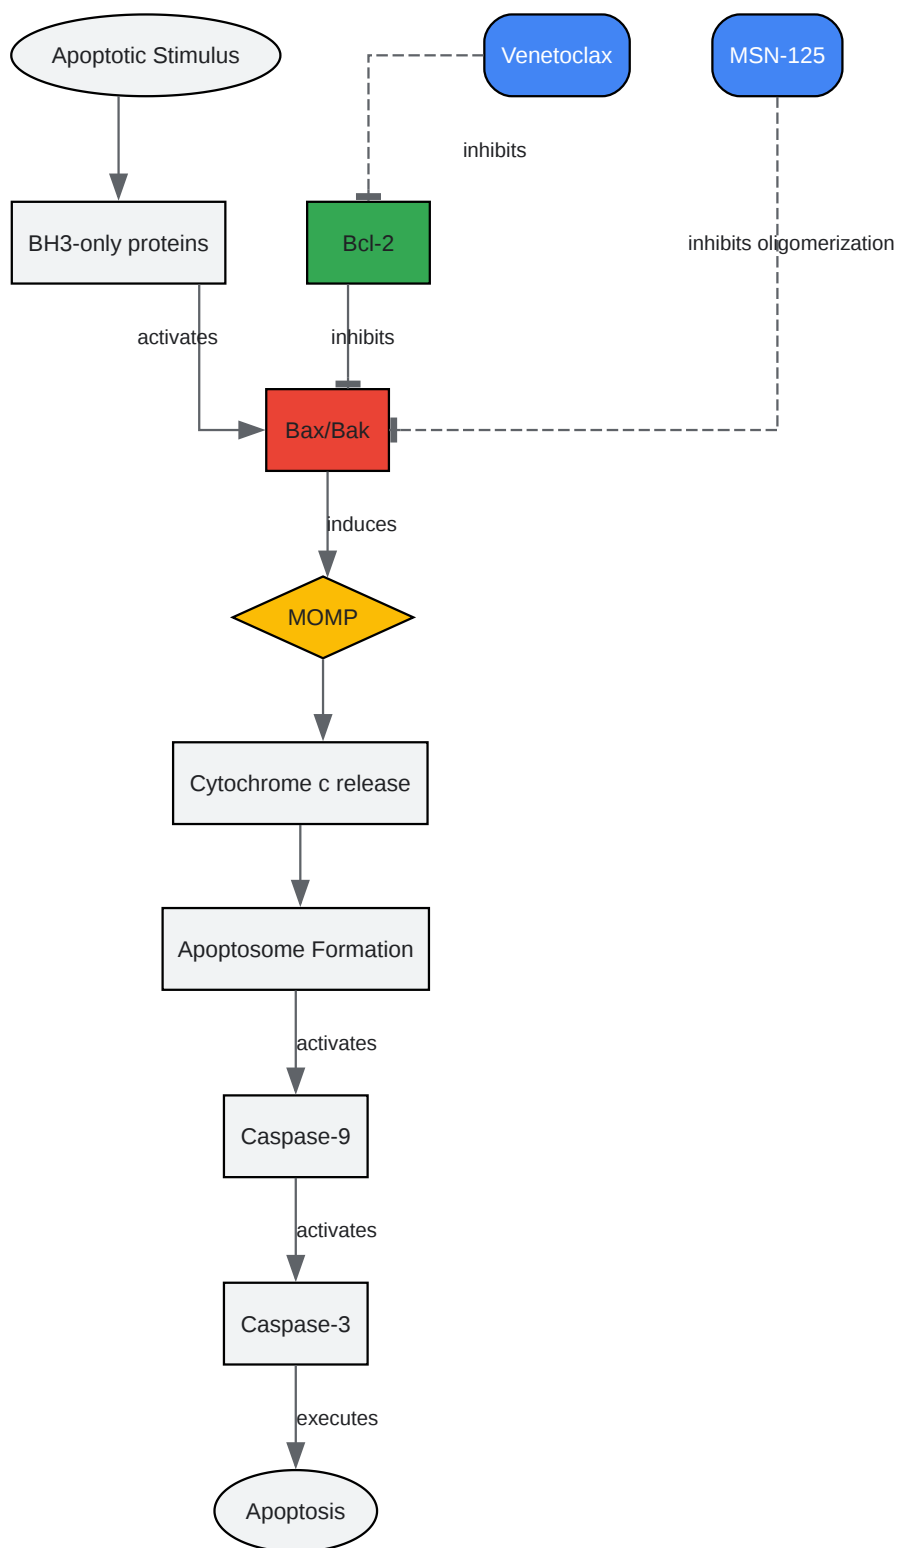 Apoptotic Stimulus
Venetoclax
MSN-125
inhibits
BH3-only proteins
Bcl-2
inhibits oligomerization
activates
inhibits
Bax/Bak
induces
MOMP
Cytochrome c release
Apoptosome Formation
activates
Caspase-9
activates
Caspase-3
executes
Apoptosis